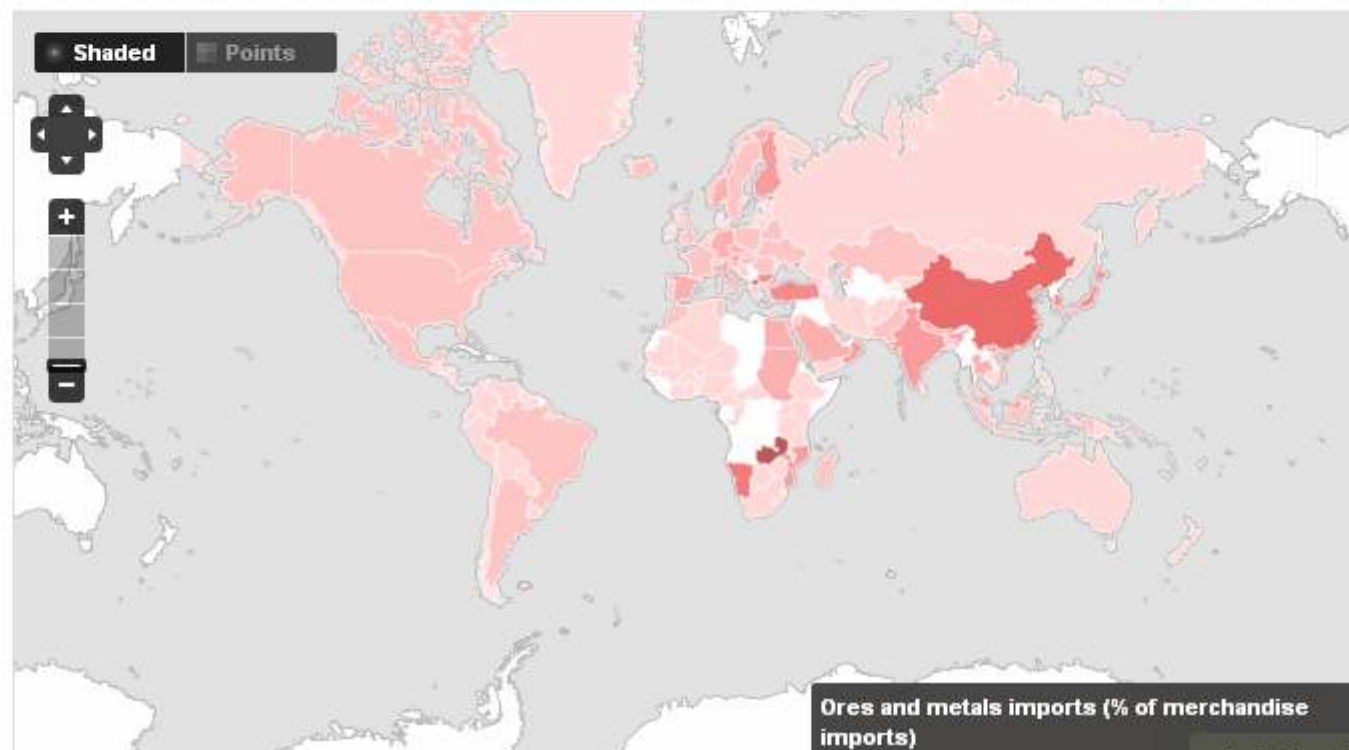 Shaded
Points
+
−
Ores and metals imports (% of merchandise
imports)